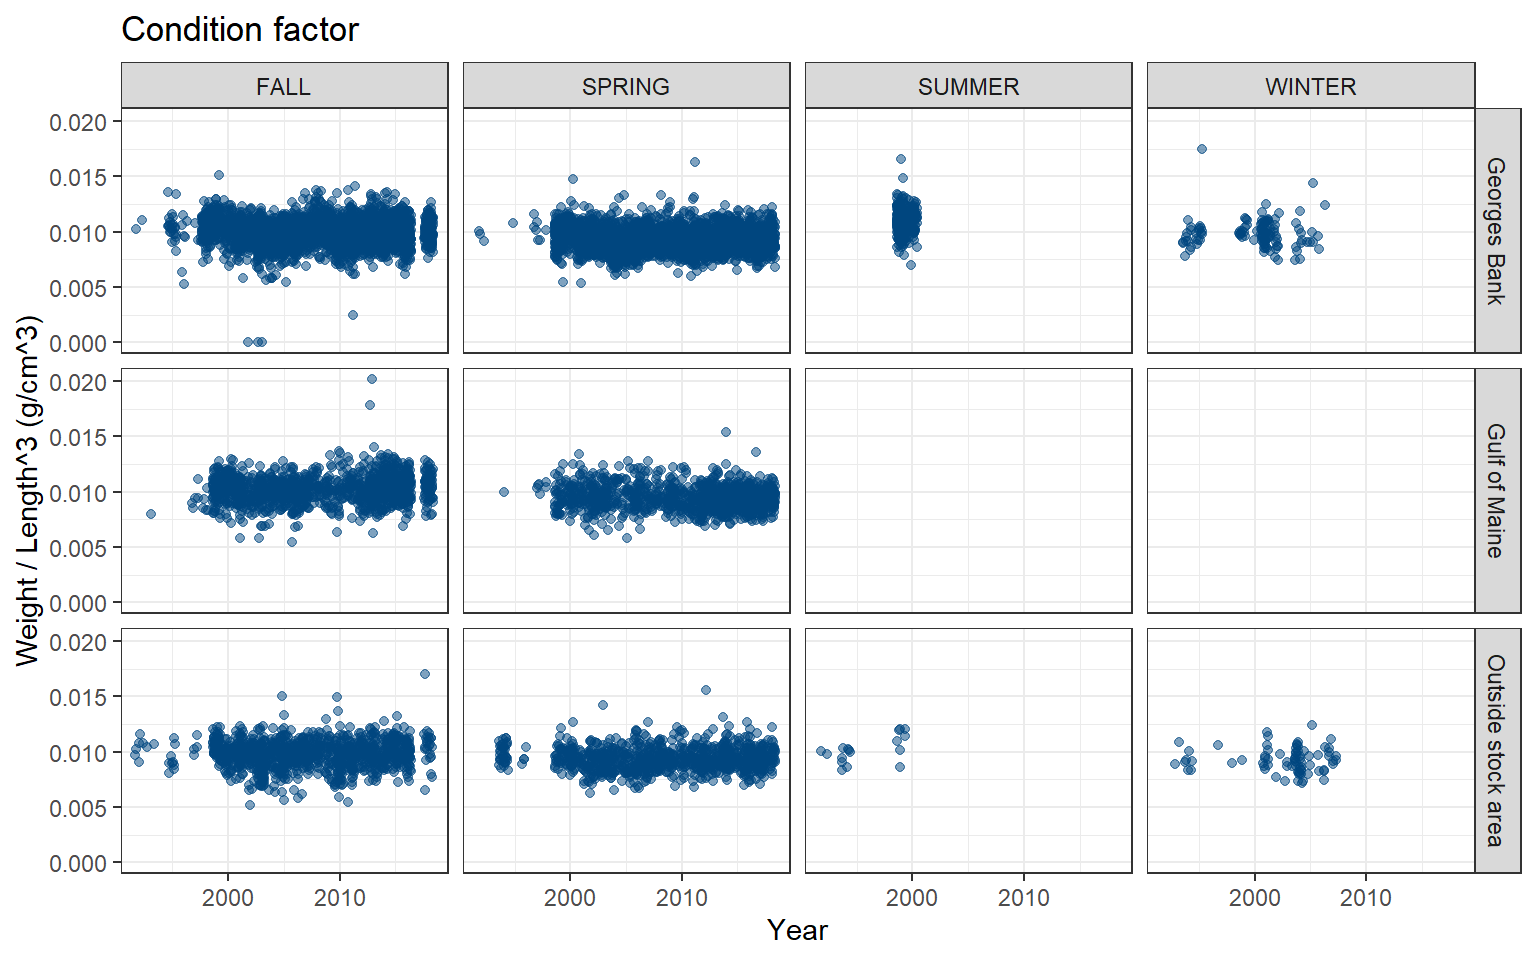 Condition factor
FALL SPRING SUMMER WINTER
0.020
0.015
0.010
0.005
0.000
Georges Bank
0.020
0.015
0.010
0.005
0.000
Gulf of Maine
0.020
0.015
0.010
0.005
0.000
Outside stock area
Weight / Length^3 (g/cm^3)
2000 2010 2000 2010 2000 2010 2000 2010
Year